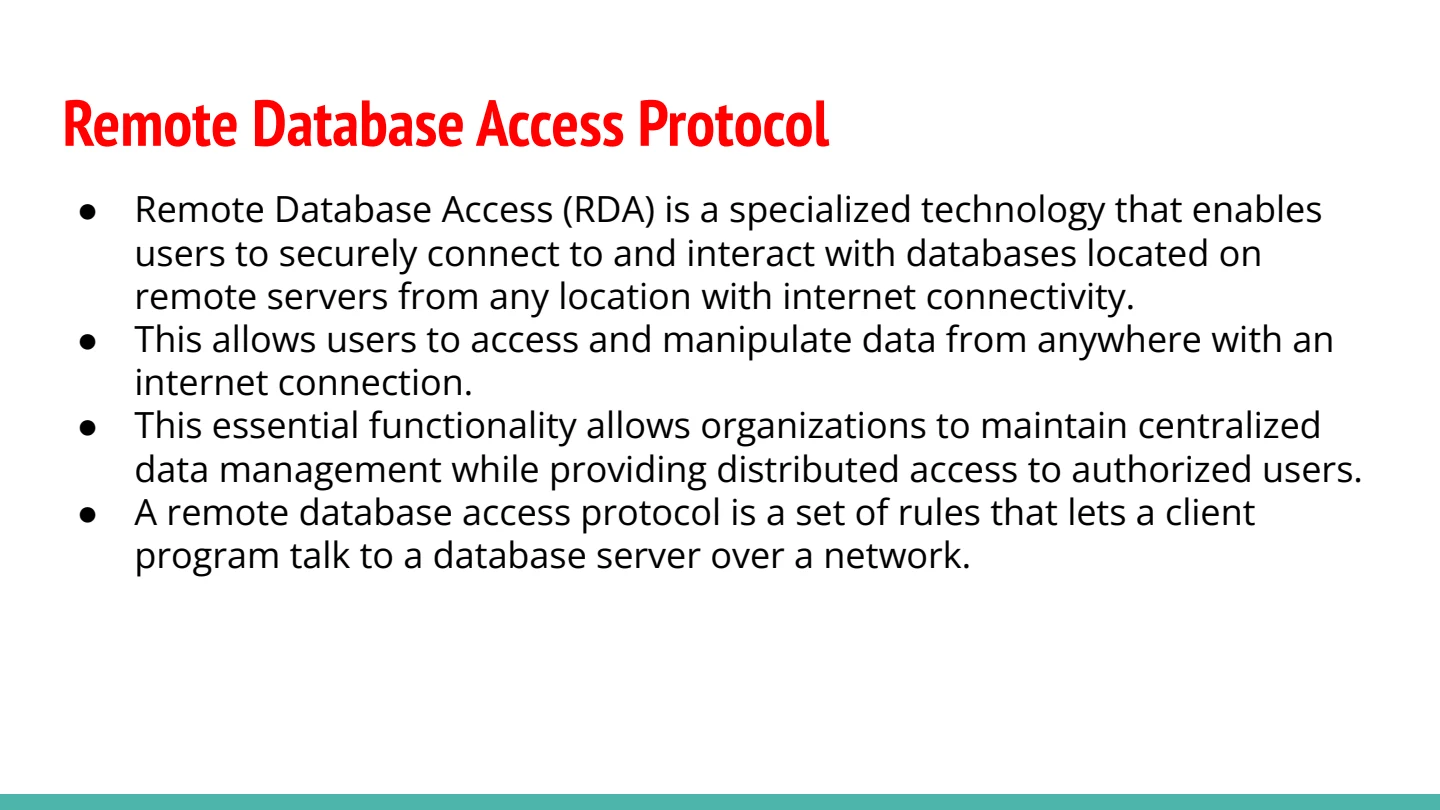 Remote Database Access Protocol
● Remote Database Access (RDA) is a specialized technology that enables
users to securely connect to and interact with databases located on
remote servers from any location with internet connectivity.
● This allows users to access and manipulate data from anywhere with an
internet connection.
● This essential functionality allows organizations to maintain centralized
data management while providing distributed access to authorized users.
● A remote database access protocol is a set of rules that lets a client
program talk to a database server over a network.